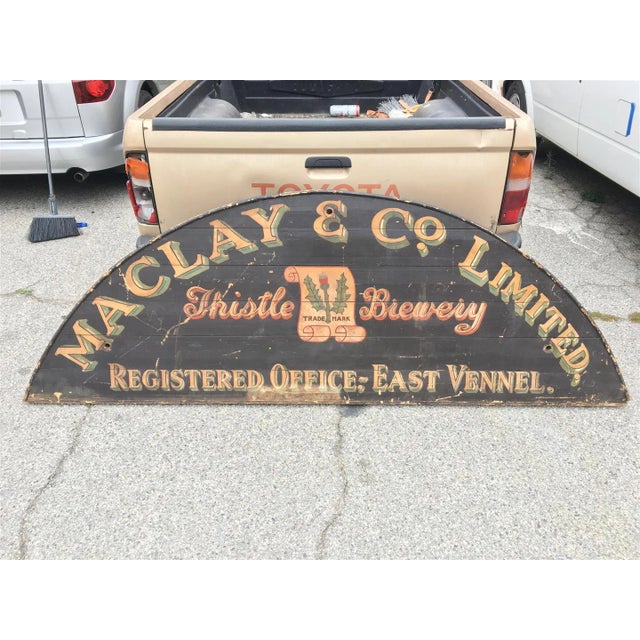 TOYOTA
MACLAY & Co. LIMITED.
Thistle Brewery
TRADE MARK
REGISTERED OFFICE; EAST VENNEL.